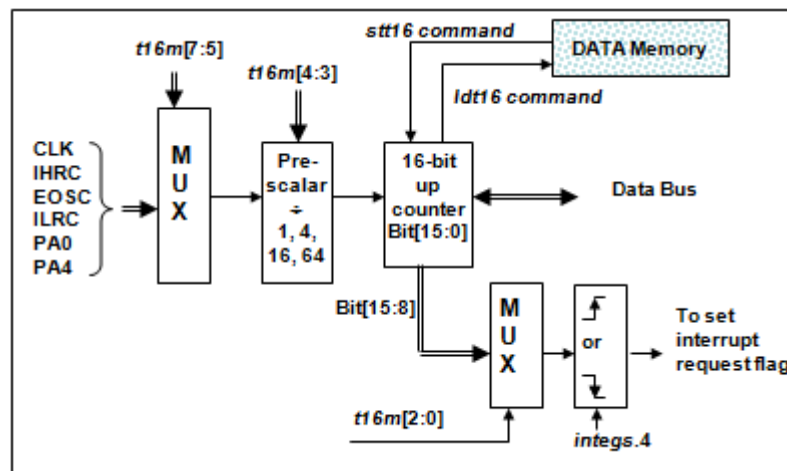 stt16 command
DATA Memory
t16m[7:5]
t16m[4:3]
ldt16 command
CLK
IHRC
EOSC
ILRC
PA0
PA4
M
U
X
Pre-
scalar
÷
1, 4,
16, 64
16-bit
up
counter
Bit[15:0]
Data Bus
Bit[15:8]
M
U
X
or
To set
interrupt
request flag
t16m[2:0]
integs.4